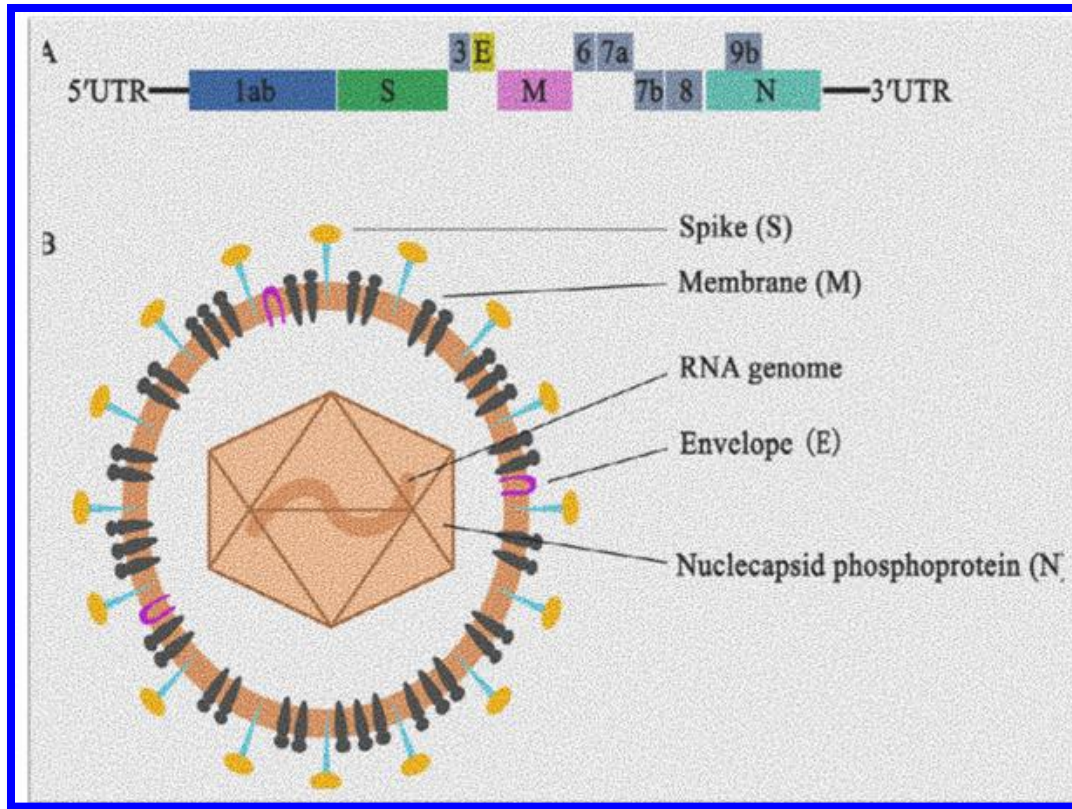 A
3 E 6 7a 9b
5'UTR 1ab S M 7b 8 N 3'UTR
B
Spike (S)
Membrane (M)
RNA genome
Envelope (E)
Nuclecapsid phosphoprotein (N)